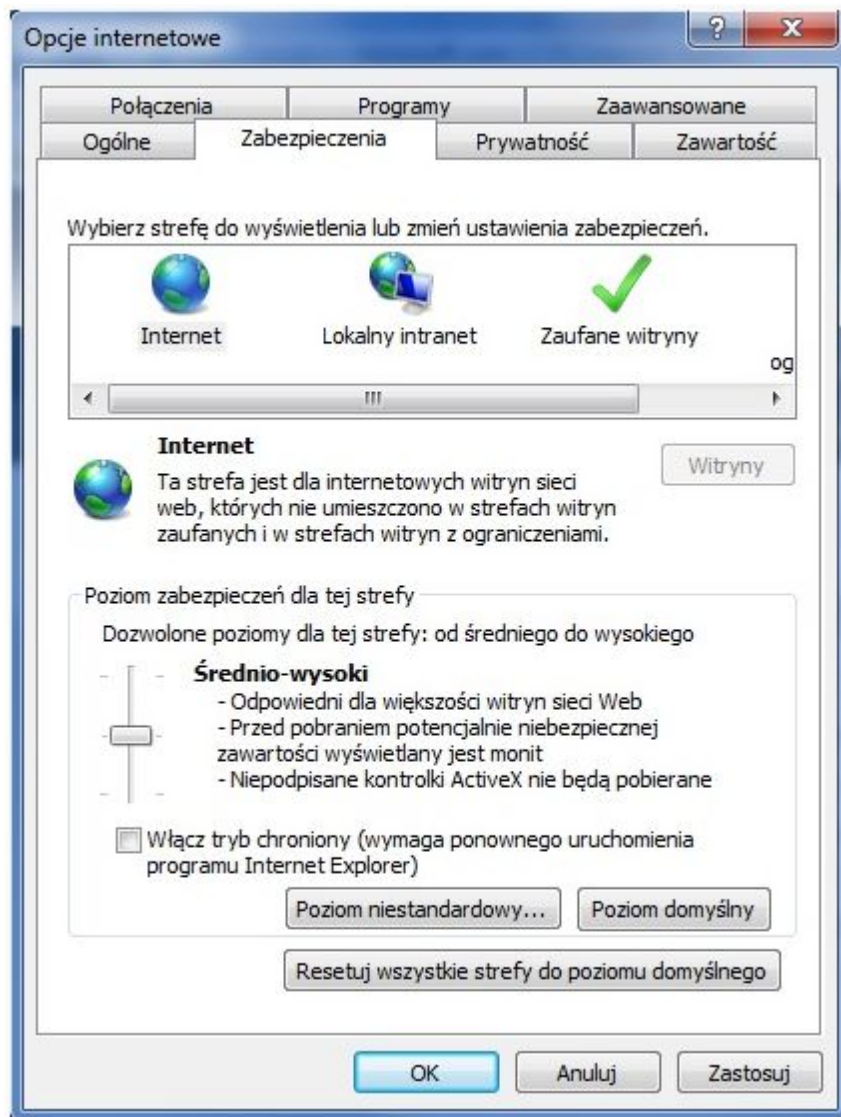 Opcje internetowe
Połączenia Programy Zaawansowane
Ogólne Zabezpieczenia Prywatność Zawartość
Wybierz strefę do wyświetlenia lub zmień ustawienia zabezpieczeń.
Internet Lokalny intranet Zaufane witryny
og
Internet
Witryny
Ta strefa jest dla internetowych witryn sieci
web, których nie umieszczono w strefach witryn
zaufanych i w strefach witryn z ograniczeniami.
Poziom zabezpieczeń dla tej strefy
Dozwolone poziomy dla tej strefy: od średniego do wysokiego
Średnio-wysoki
- Odpowiedni dla większości witryn sieci Web
- Przed pobraniem potencjalnie niebezpiecznej
zawartości wyświetlany jest monit
- Niepodpisane kontrolki ActiveX nie będą pobierane
Włącz tryb chroniony (wymaga ponownego uruchomienia
programu Internet Explorer)
Poziom niestandardowy... Poziom domyślny
Resetuj wszystkie strefy do poziomu domyślnego
OK Anuluj Zastosuj